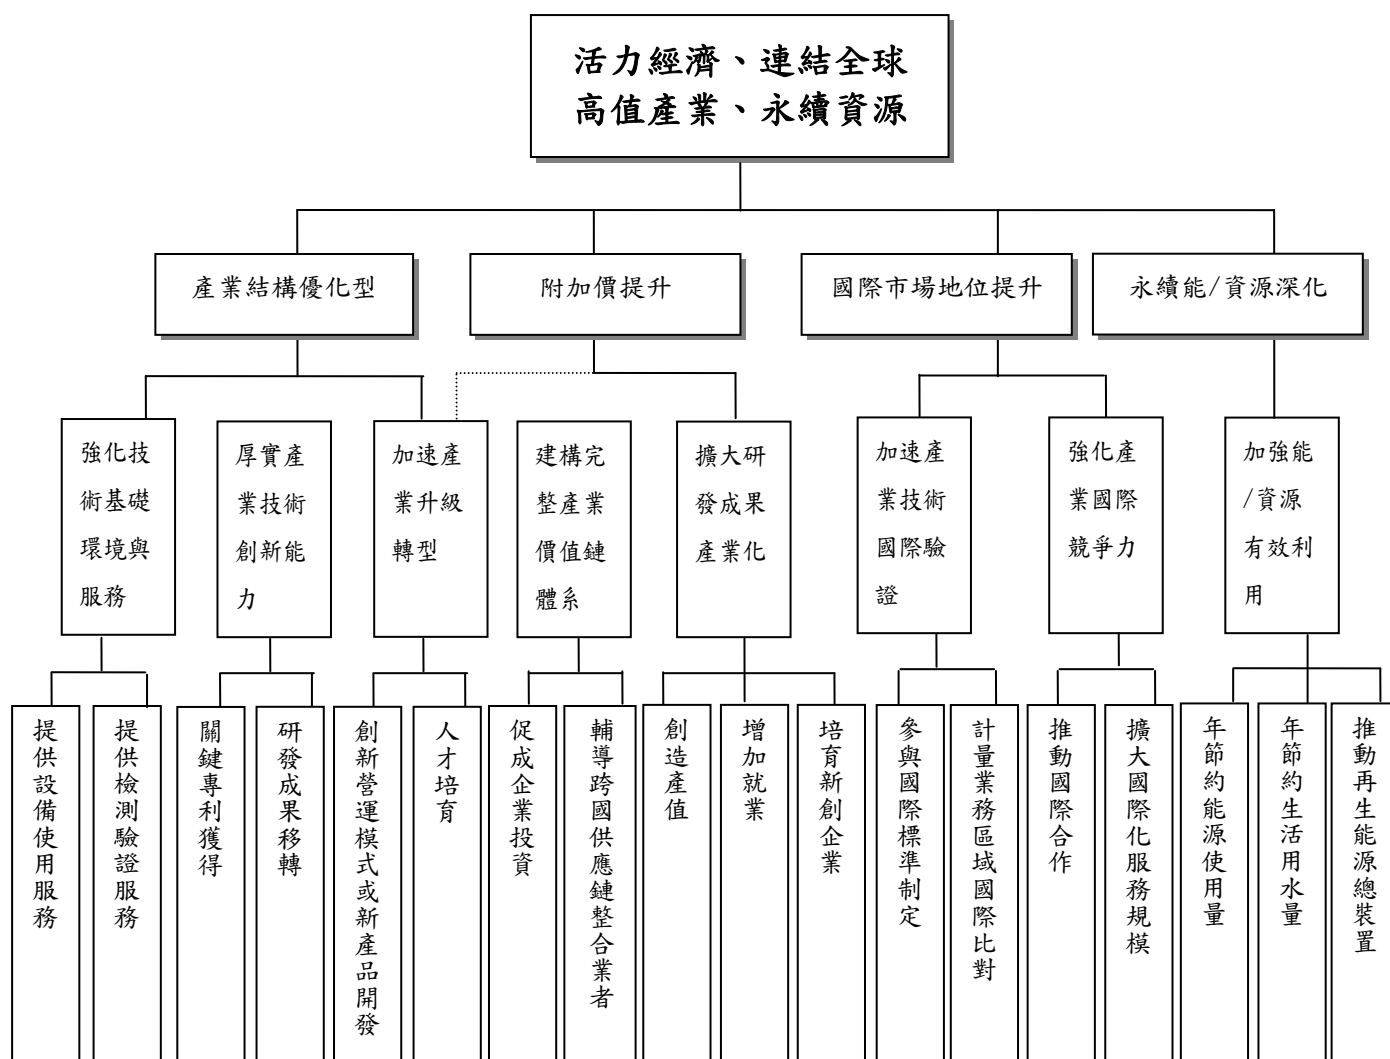 活力經濟、連結全球
高值產業、永續資源
產業結構優化型
附加價提升
國際市場地位提升
永續能/資源深化
強化技
術基礎
環境與
服務
厚實產
業技術
創新能
力
加速產
業升級
轉型
建構完
整產業
價值鏈
體系
擴大研
發成果
產業化
加速產
業技術
國際驗
證
強化產
業國際
競爭力
加強能
/資源
有效利
用
提供設備使用服務
提供檢測驗證服務
關鍵專利獲得
研發成果移轉
創新營運模式或新產品開發
人才培育
促成企業投資
輔導跨國供應鏈整合業者
創造產值
增加就業
培育新創企業
參與國際標準制定
計量業務區域國際比對
推動國際合作
擴大國際化服務規模
年節約能源使用量
年節約生活用水量
推動再生能源總裝置